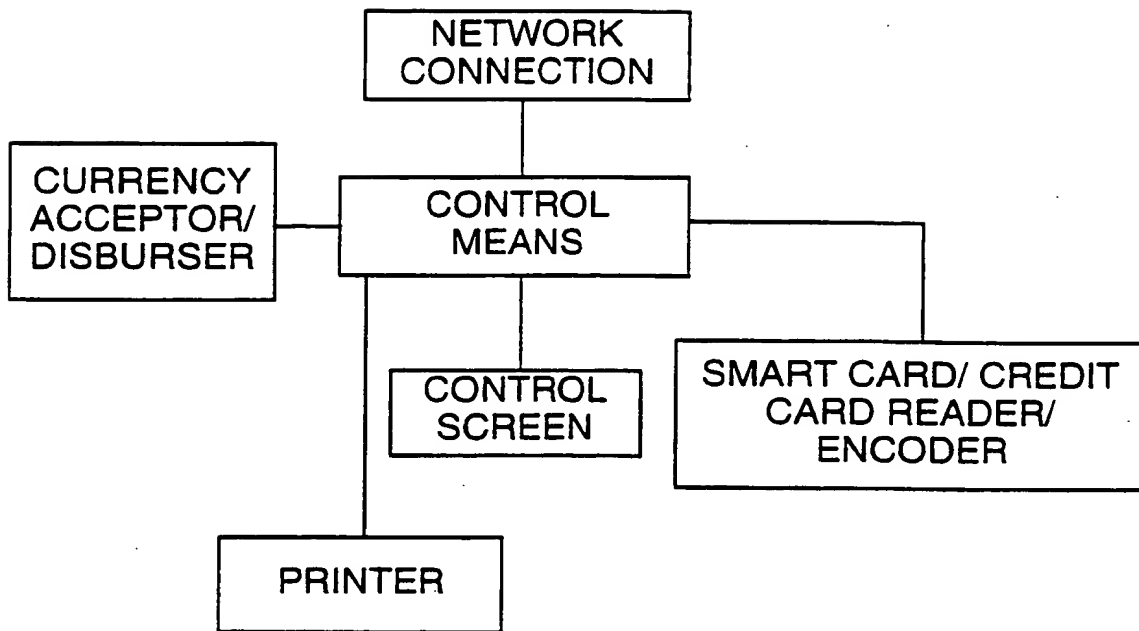 NETWORK
CONNECTION
CURRENCY
ACCEPTOR/
DISBURSER
CONTROL
MEANS
CONTROL
SCREEN
SMART CARD/ CREDIT
CARD READER/
ENCODER
PRINTER